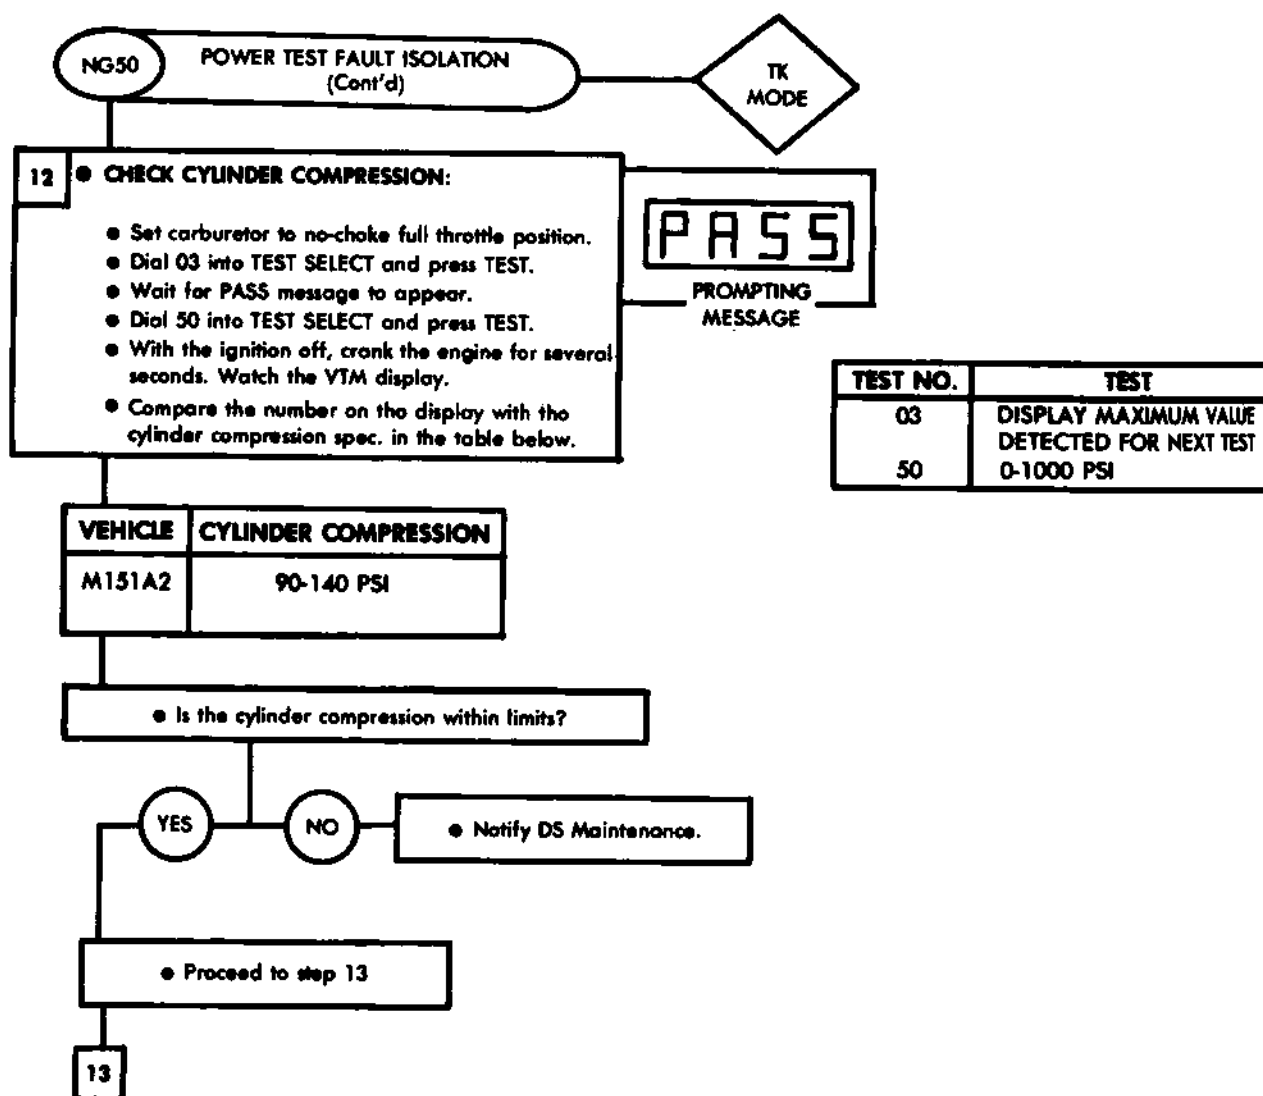 NG50
POWER TEST FAULT ISOLATION
(Cont'd)
TK
MODE
12
● CHECK CYLINDER COMPRESSION:
● Set carburetor to no-choke full throttle position.
● Dial 03 into TEST SELECT and press TEST.
● Wait for PASS message to appear.
● Dial 50 into TEST SELECT and press TEST.
● With the ignition off, crank the engine for several
seconds. Watch the VTM display.
● Compare the number on the display with the
cylinder compression spec. in the table below.
PASS
PROMPTING
MESSAGE
TEST NO. TEST
03 DISPLAY MAXIMUM VALUE
DETECTED FOR NEXT TEST
50 0-1000 PSI
VEHICLE CYLINDER COMPRESSION
M151A2 90-140 PSI
● Is the cylinder compression within limits?
YES
NO
● Notify DS Maintenance.
● Proceed to step 13
13